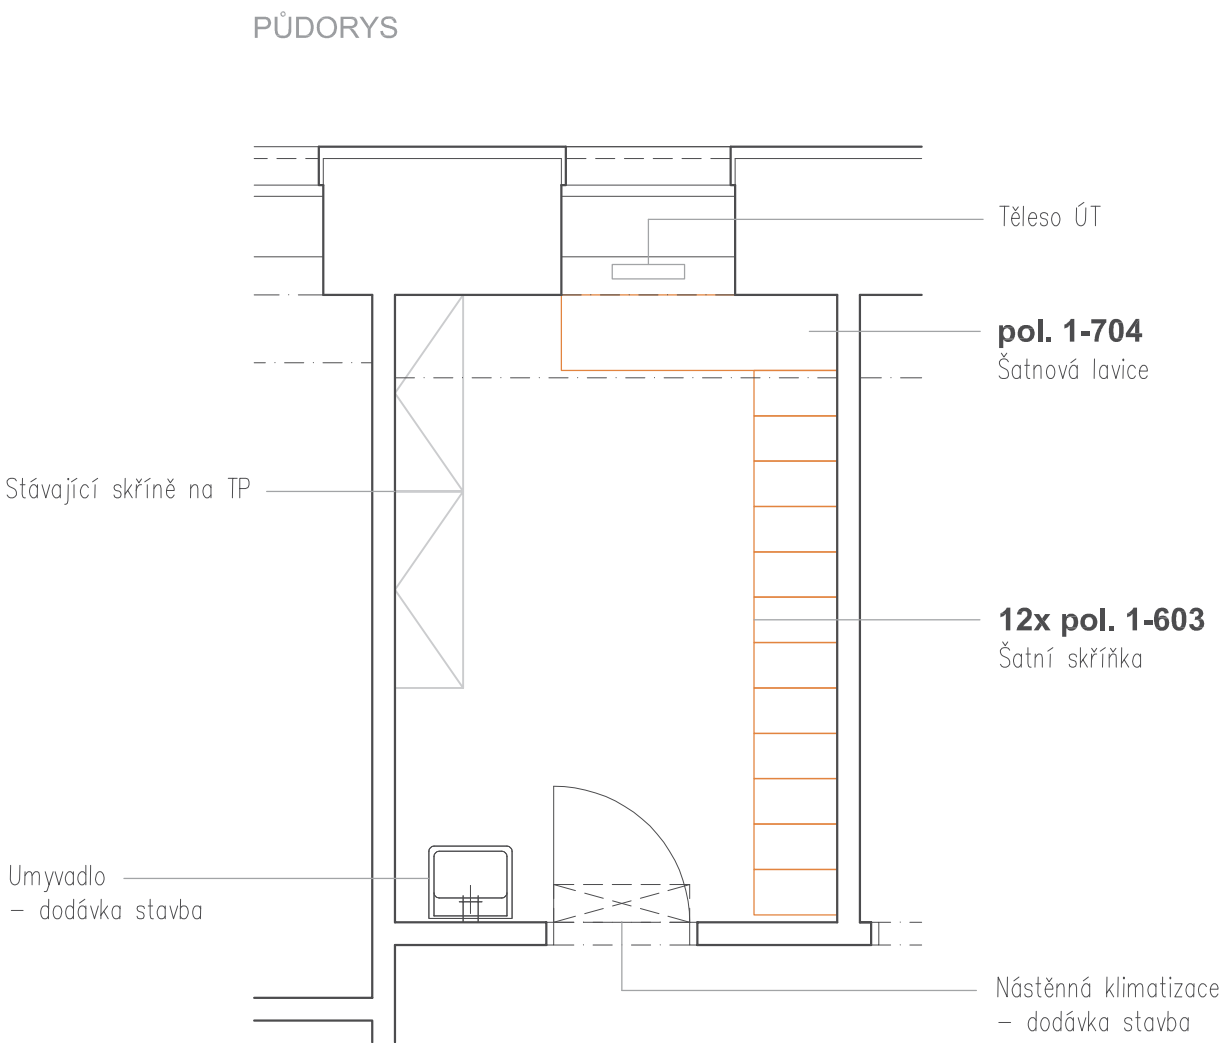 PŮDORYS
Těleso ÚT
pol. 1-704
Šatnová lavice
Stávající skříně na TP
12x pol. 1-603
Šatní skříňka
Umyvadlo
– dodávka stavba
Nástěnná klimatizace
– dodávka stavba